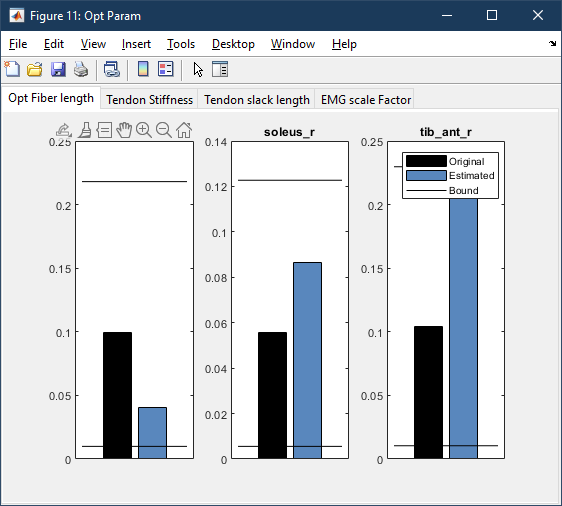 Figure 11: Opt Param
File Edit View Insert Tools Desktop Window Help
Opt Fiber length Tendon Stiffness Tendon slack length EMG scale Factor
soleus_r tib_ant_r
Original
Estimated
Bound
0.25 0.14 0.25
0.12
0.2 0.2
0.1
0.15 0.15
0.08
0.1 0.06 0.1
0.04
0.05 0.05
0.02
0 0 0